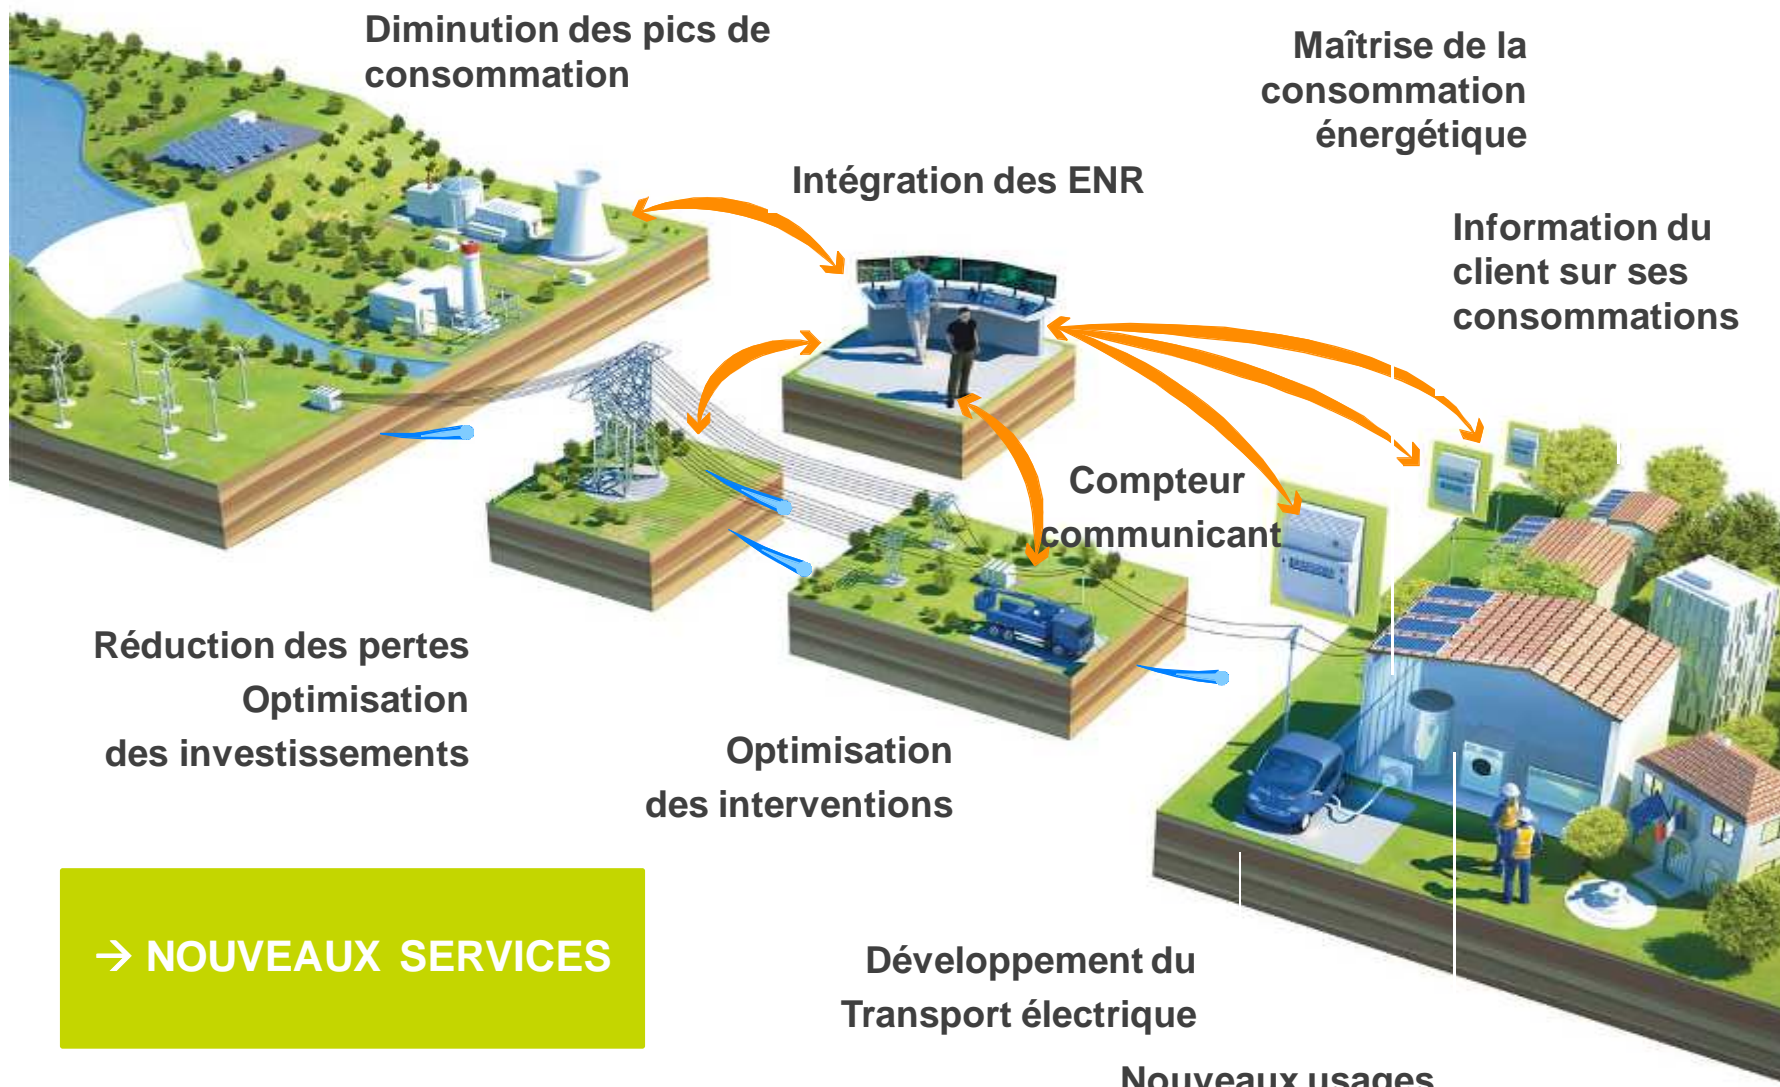 Diminution des pics de
consommation
Maîtrise de la
consommation
énergétique
Intégration des ENR
Information du
client sur ses
consommations
Compteur
communicant
Réduction des pertes
Optimisation
des investissements
Optimisation
des interventions
→ NOUVEAUX SERVICES
Développement du
Transport électrique
Nouveaux usages